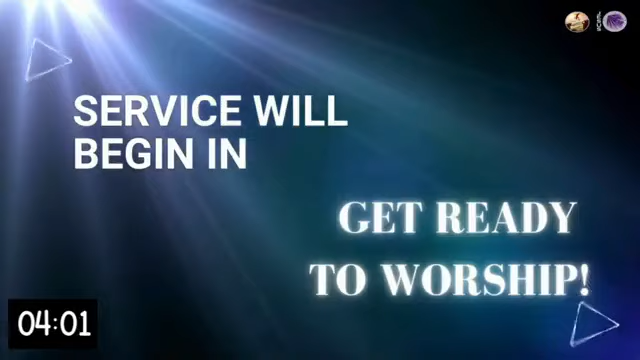 SERVICE WILL
BEGIN IN
GET READY
TO WORSHIP!
04:01